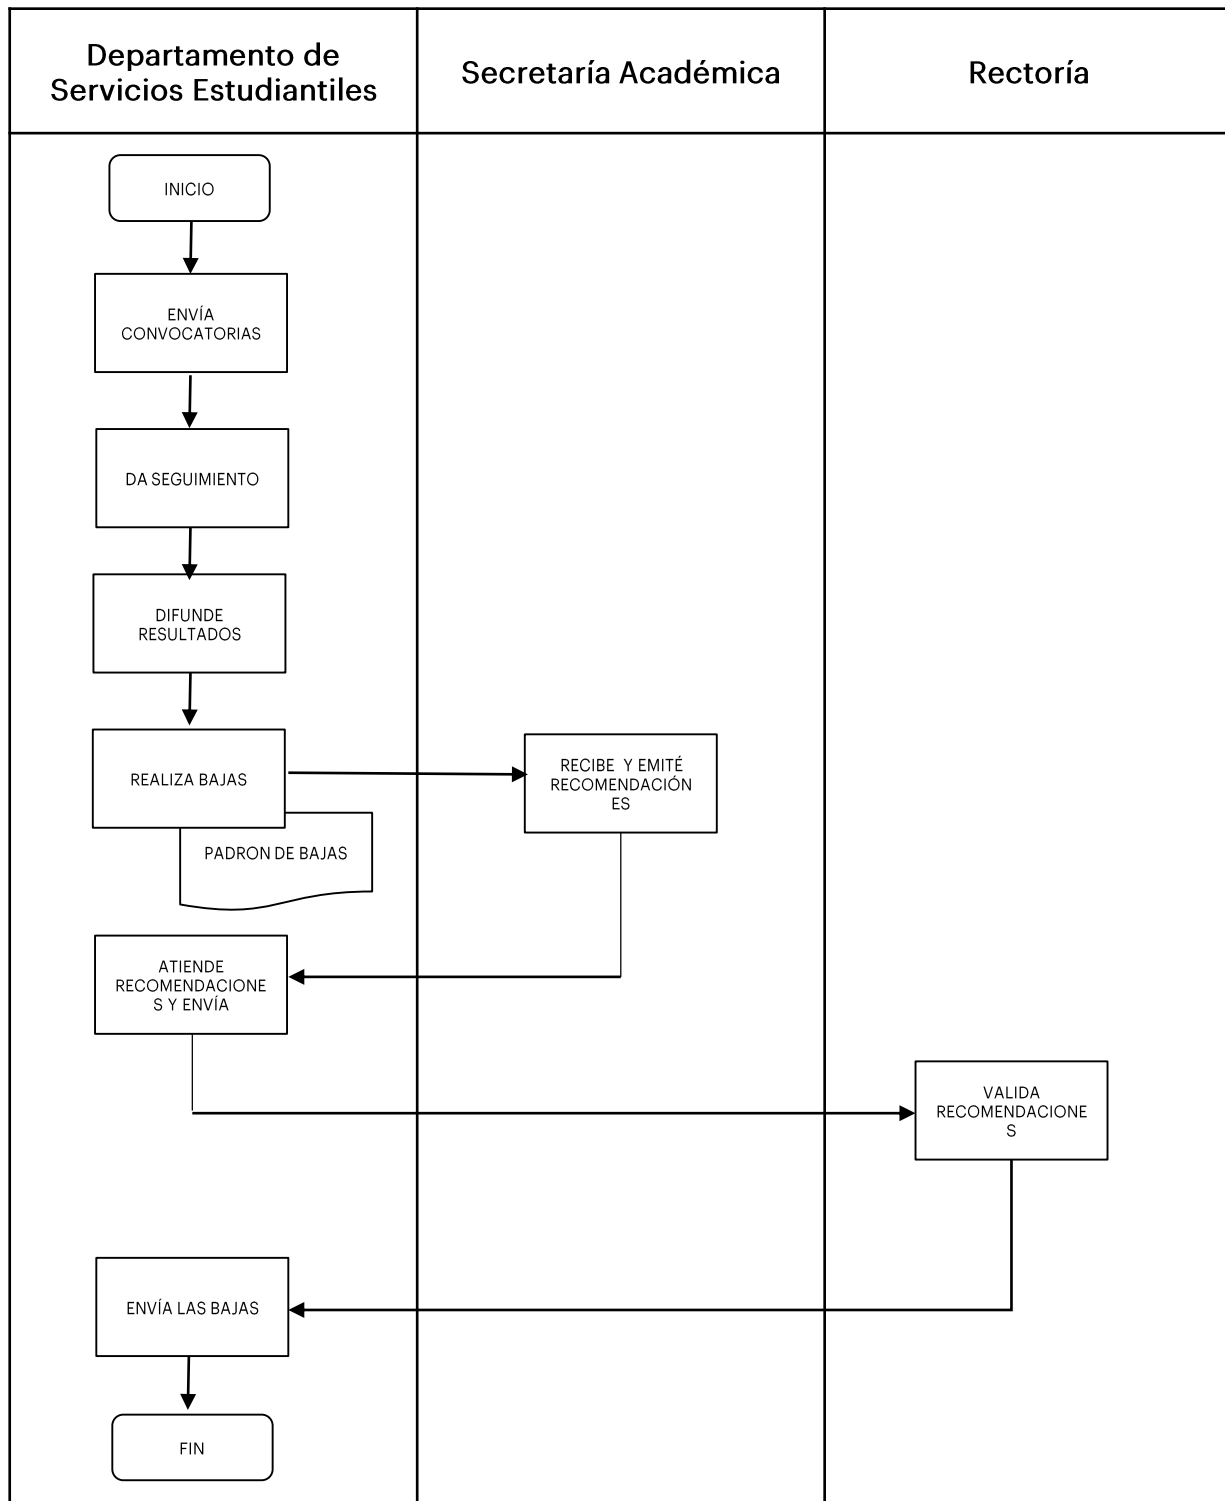 Departamento de
Servicios Estudiantiles
Secretaría Académica
Rectoría
INICIO
ENVÍA
CONVOCATORIAS
DA SEGUIMIENTO
DIFUNDE
RESULTADOS
REALIZA BAJAS
RECIBE  Y EMITÉ
RECOMENDACIÓN
ES
PADRON DE BAJAS
ATIENDE
RECOMENDACIONE
S Y ENVÍA
VALIDA
RECOMENDACIONE
S
ENVÍA LAS BAJAS
FIN